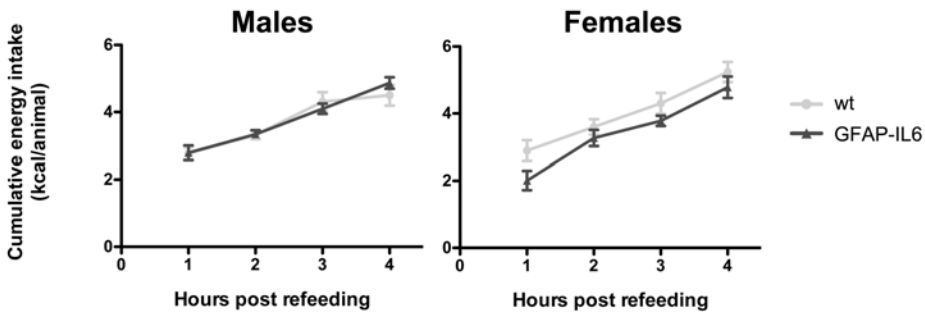 Males
Females
Cumulative energy intake
(kcal/animal)
6
4
2
0
0 1 2 3 4
Hours post refeeding
6
4
2
0
0 1 2 3 4
Hours post refeeding
wt
GFAP-IL6